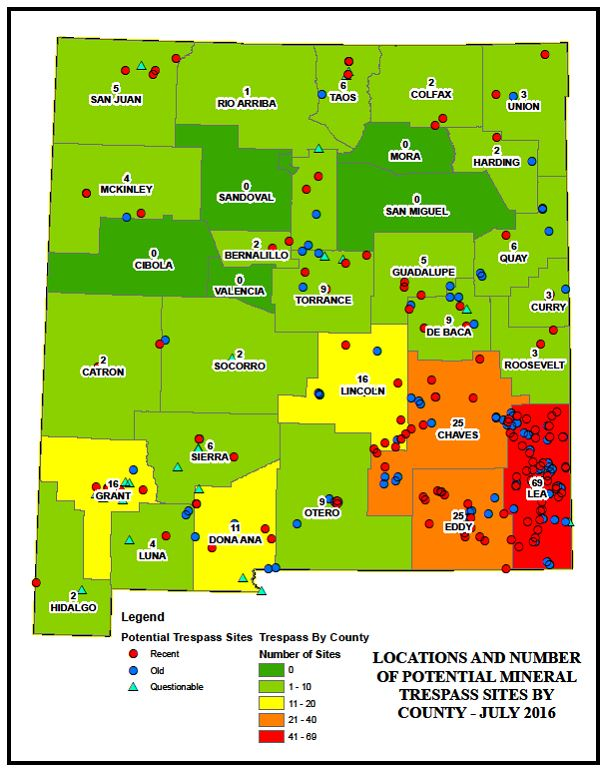 5
SAN JUAN
1
RIO ARRIBA
6
TAOS
2
COLFAX
3
UNION
0
MORA
2
HARDING
4
MCKINLEY
0
SANDOVAL
0
SAN MIGUEL
0
CIBOLA
2
BERNALILLO
0
VALENCIA
9
TORRANCE
5
GUADALUPE
6
QUAY
3
CURRY
9
DE BACA
2
CATRON
2
SOCORRO
16
LINCOLN
3
ROOSEVELT
25
CHAVES
6
SIERRA
16
GRANT
9
OTERO
25
EDDY
69
LEA
4
LUNA
11
DONA ANA
2
HIDALGO
Legend
Potential Trespass Sites
Recent
Old
Questionable
Trespass By County
Number of Sites
0
1 - 10
11 - 20
21 - 40
41 - 69
LOCATIONS AND NUMBER
OF POTENTIAL MINERAL
TRESPASS SITES BY
COUNTY - JULY 2016